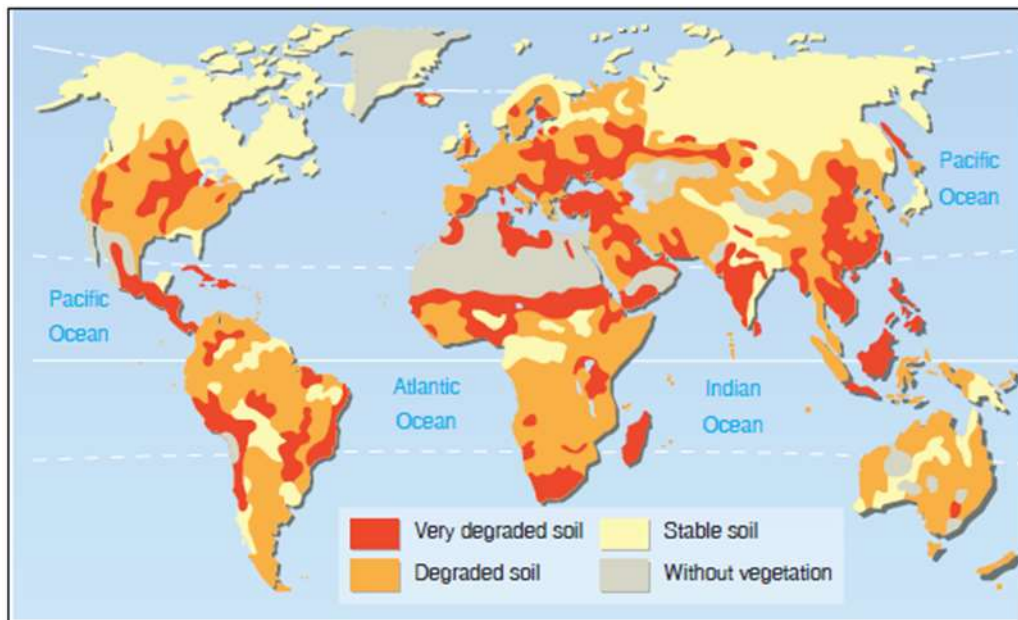 Pacific
Ocean
Pacific
Ocean
Atlantic
Ocean
Indian
Ocean
Very degraded soil
Stable soil
Degraded soil
Without vegetation